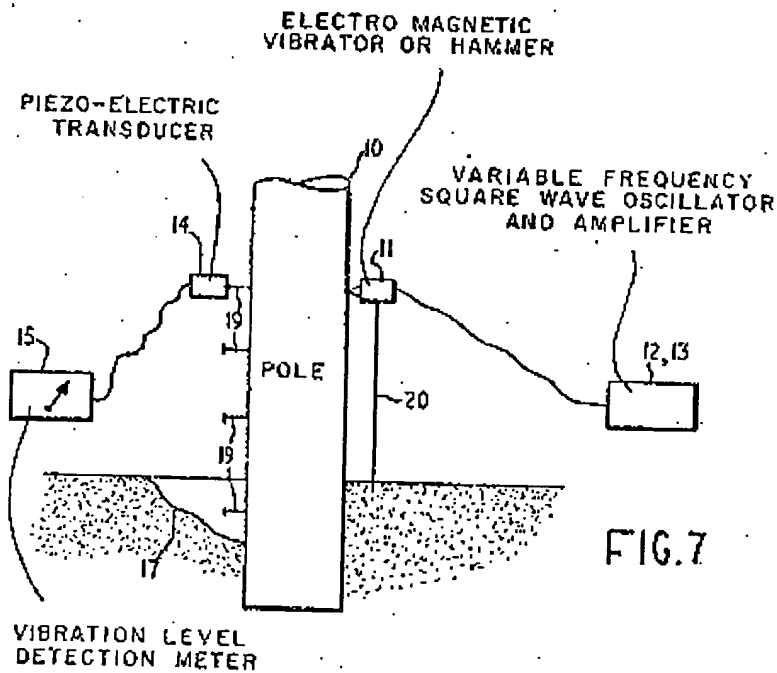 ELECTRO MAGNETIC
VIBRATOR OR HAMMER
PIEZO-ELECTRIC
TRANSDUCER
10
VARIABLE FREQUENCY
SQUARE WAVE OSCILLATOR
AND AMPLIFIER
14
11
19
15
12,13
POLE
20
19
19
17
FIG.7
VIBRATION LEVEL
DETECTION METER